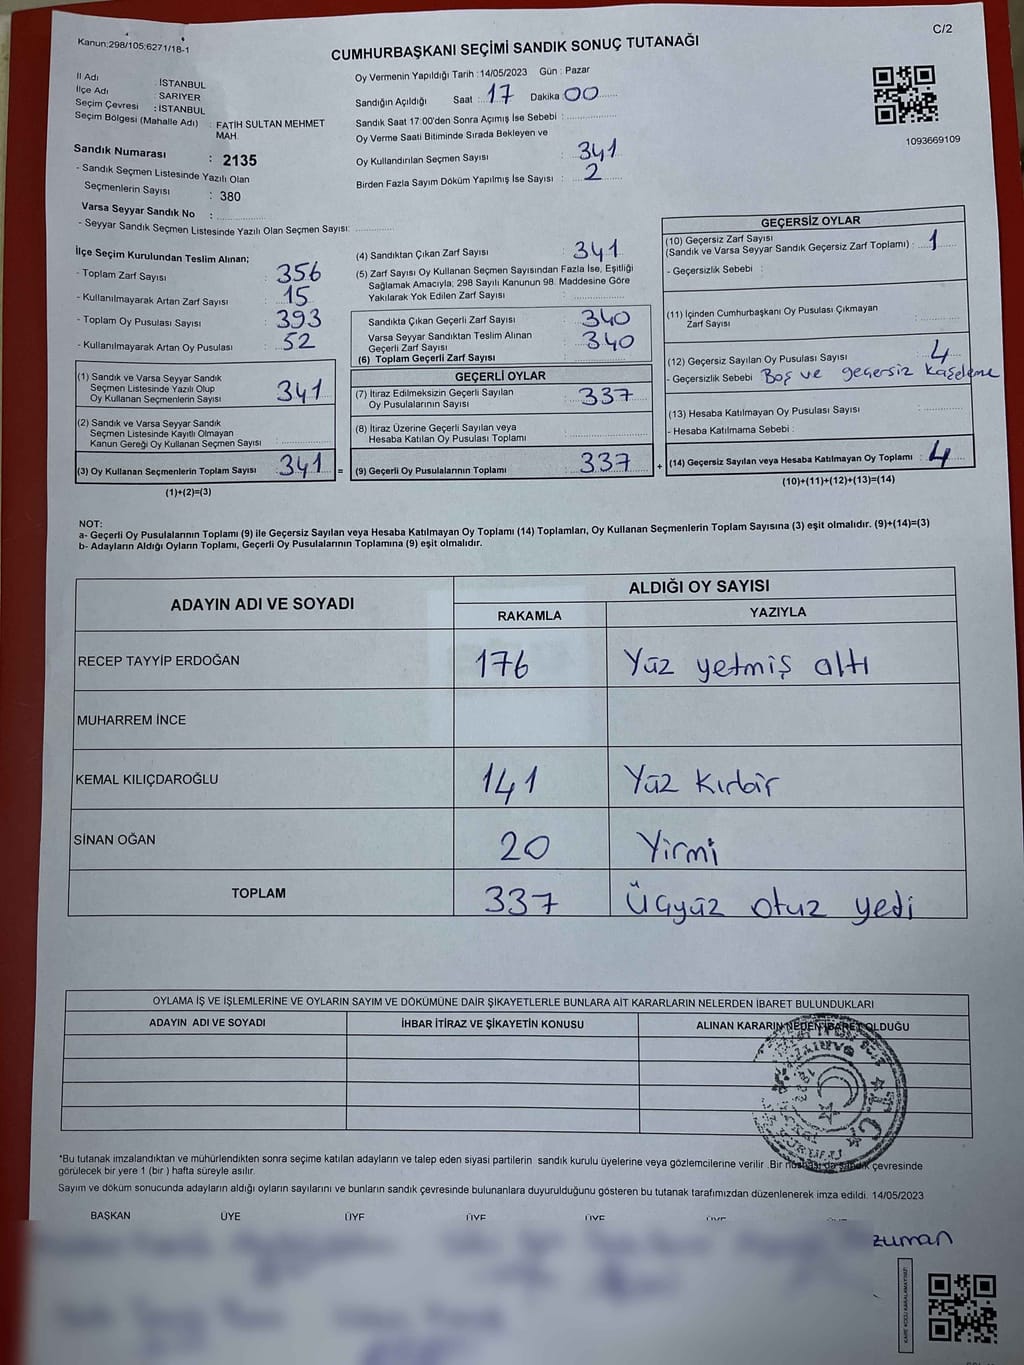 Kanun:298/105;6271/18-1
C/2
CUMHURBAŞKANI SEÇİMİ SANDIK SONUÇ TUTANAĞI
İl Adı : İSTANBUL
İlçe Adı : SARIYER
Seçim Çevresi : İSTANBUL
Seçim Bölgesi (Mahalle Adı) : FATİH SULTAN MEHMET MAH.
Sandık Numarası : 2135
- Sandık Seçmen Listesinde Yazılı Olan
Seçmenlerin Sayısı : 380
Varsa Seyyar Sandık No :
- Seyyar Sandık Seçmen Listesinde Yazılı Olan Seçmen Sayısı:
Oy Vermenin Yapıldığı Tarih :14/05/2023 Gün : Pazar
Sandığın Açıldığı Saat : 17 Dakika 00
Sandık Saat 17:00'den Sonra Açımış İse Sebebi :
Oy Verme Saati Bitiminde Sırada Bekleyen ve
Oy Kullandırılan Seçmen Sayısı : 341
Birden Fazla Sayım Döküm Yapılmış İse Sayısı : 2
1093669109
İlçe Seçim Kurulundan Teslim Alınan;
- Toplam Zarf Sayısı : 356
- Kullanılmayarak Artan Zarf Sayısı : 15
- Toplam Oy Pusulası Sayısı : 393
- Kullanılmayarak Artan Oy Pusulası : 52
(1) Sandık ve Varsa Seyyar Sandık
Seçmen Listesinde Yazılı Olup
Oy Kullanan Seçmenlerin Sayısı : 341
(2) Sandık ve Varsa Seyyar Sandık
Seçmen Listesinde Kayıtlı Olmayan
Kanun Gereği Oy Kullanan Seçmen Sayısı :
(3) Oy Kullanan Seçmenlerin Toplam Sayısı : 341 =
(1)+(2)=(3)
(4) Sandıktan Çıkan Zarf Sayısı : 341
(5) Zarf Sayısı Oy Kullanan Seçmen Sayısından Fazla İse, Eşitliği
Sağlamak Amacıyla; 298 Sayılı Kanunun 98. Maddesine Göre
Yakılarak Yok Edilen Zarf Sayısı :
Sandıkta Çıkan Geçerli Zarf Sayısı : 340
Varsa Seyyar Sandıktan Teslim Alınan
Geçerli Zarf Sayısı : 340
(6) Toplam Geçerli Zarf Sayısı :
GEÇERLİ OYLAR
(7) İtiraz Edilmeksizin Geçerli Sayılan
Oy Pusulalarının Sayısı : 337
(8) İtiraz Üzerine Geçerli Sayılan veya
Hesaba Katılan Oy Pusulası Toplamı :
(9) Geçerli Oy Pusulalarının Toplamı : 337 +
GEÇERSİZ OYLAR
(10) Geçersiz Zarf Sayısı
(Sandık ve Varsa Seyyar Sandık Geçersiz Zarf Toplamı) : 1
- Geçersizlik Sebebi :
(11) İçinden Cumhurbaşkanı Oy Pusulası Çıkmayan
Zarf Sayısı :
(12) Geçersiz Sayılan Oy Pusulası Sayısı : 4
- Geçersizlik Sebebi : Boş ve geçersiz kaşeleme
(13) Hesaba Katılmayan Oy Pusulası Sayısı :
- Hesaba Katılmama Sebebi :
(14) Geçersiz Sayılan veya Hesaba Katılmayan Oy Toplamı : 4
(10)+(11)+(12)+(13)=(14)
NOT:
a- Geçerli Oy Pusulalarının Toplamı (9) ile Geçersiz Sayılan veya Hesaba Katılmayan Oy Toplamı (14) Toplamları, Oy Kullanan Seçmenlerin Toplam Sayısına (3) eşit olmalıdır. (9)+(14)=(3)
b- Adayların Aldığı Oyların Toplamı, Geçerli Oy Pusulalarının Toplamına (9) eşit olmalıdır.
ADAYIN ADI VE SOYADI
ALDIĞI OY SAYISI
RAKAMLA YAZIYLA
RECEP TAYYİP ERDOĞAN 176 Yüz yetmiş altı
MUHARREM İNCE
KEMAL KILIÇDAROĞLU 141 Yüz Kırbir
SİNAN OĞAN 20 Yirmi
TOPLAM 337 Üçyüz otuz yedi
OYLAMA İŞ VE İŞLEMLERİNE VE OYLARIN SAYIM VE DÖKÜMÜNE DAİR ŞİKAYETLERLE BUNLARA AİT KARARLARIN NELERDEN İBARET BULUNDUKLARI
ADAYIN ADI VE SOYADI İHBAR İTİRAZ VE ŞİKAYETİN KONUSU ALINAN KARARIN NEDEN İBARET OLDUĞU
T.C.
*Bu tutanak imzalandıktan ve mühürlendikten sonra seçime katılan adayların ve talep eden siyasi partilerin sandık kurulu üyelerine veya gözlemcilerine verilir .Bir nüshası da sandık çevresinde
görülecek bir yere 1 (bir ) hafta süreyle asılır.
Sayım ve döküm sonucunda adayların aldığı oyların sayılarını ve bunların sandık çevresinde bulunanlara duyurulduğunu gösteren bu tutanak tarafımızdan düzenlenerek imza edildi. 14/05/2023
BAŞKAN ÜYE ÜYE ÜYE ÜYE ÜYE
zuman
KARE KODU KARALAMAYINIZ!